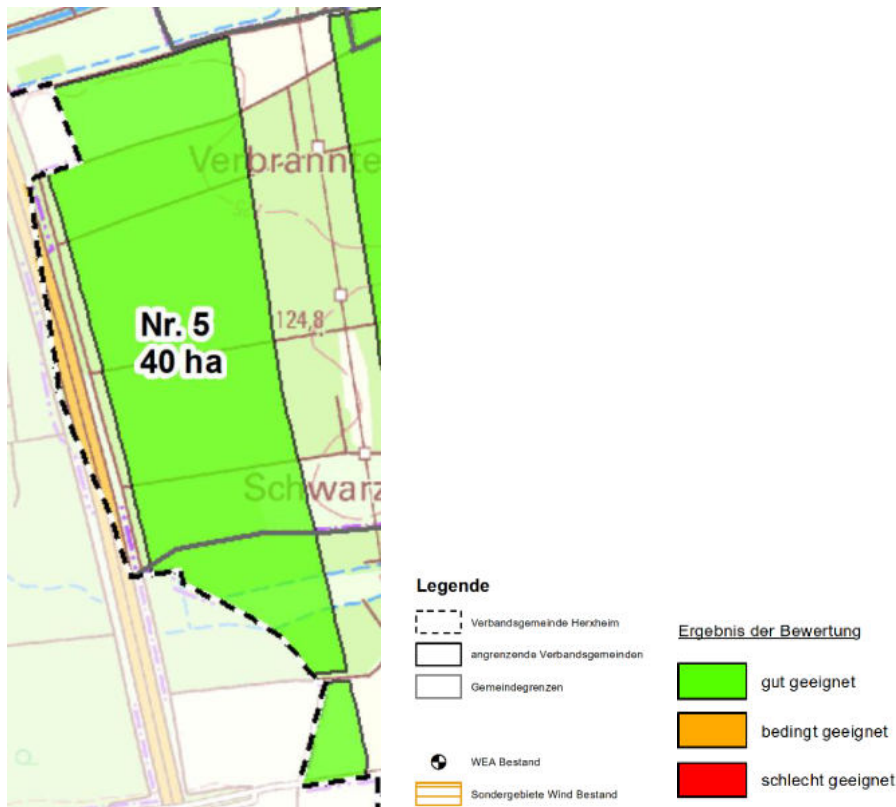 Verbrannte
Nr. 5
40 ha
124,8
Schwarz
Legende
Verbandsgemeinde Herxheim
angrenzende Verbandsgemeinden
Gemeindegrenzen
WEA Bestand
Sondergebiete Wind Bestand
Ergebnis der Bewertung
gut geeignet
bedingt geeignet
schlecht geeignet